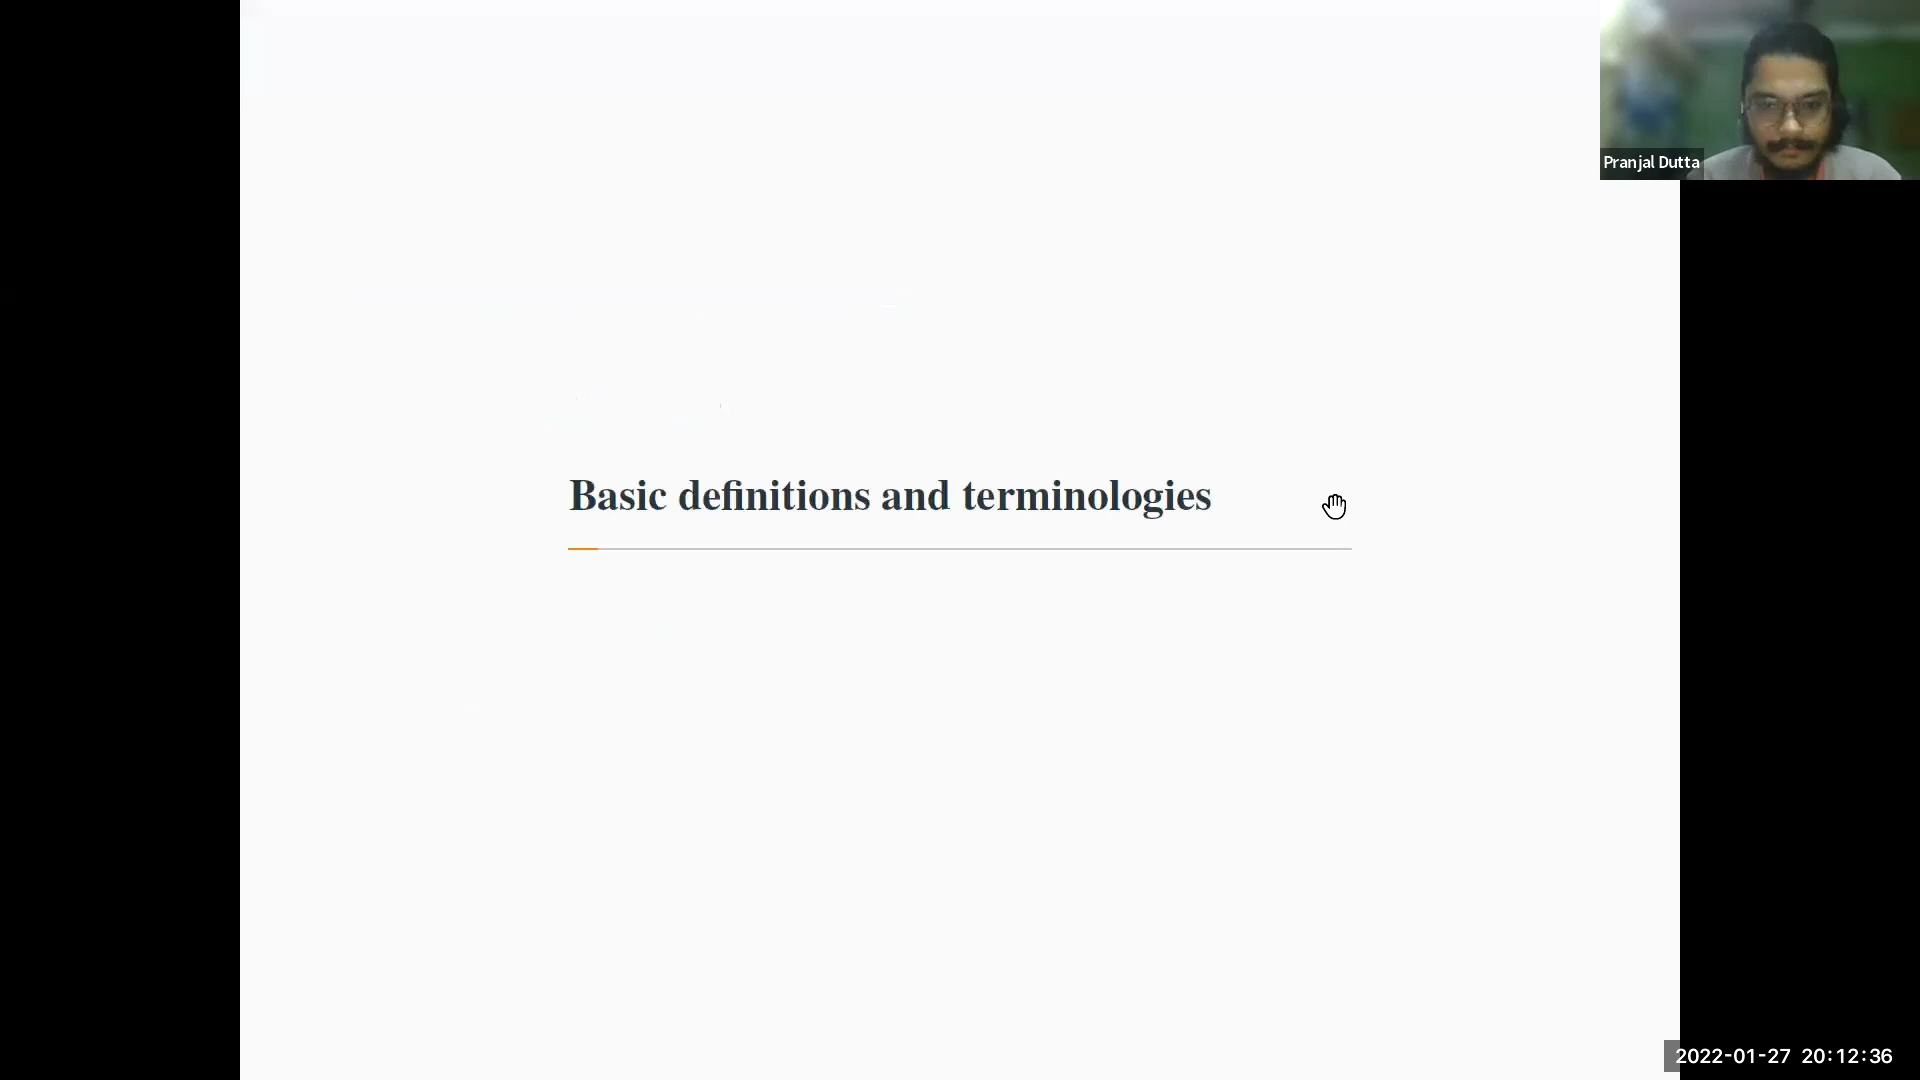 Pranjal Dutta
Basic definitions and terminologies
2022-01-27 20:12:36